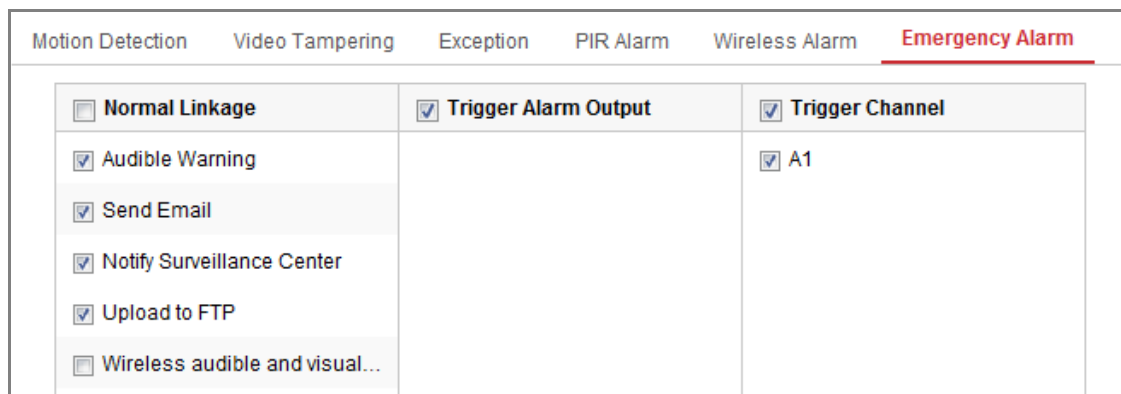 Motion Detection Video Tampering Exception PIR Alarm Wireless Alarm Emergency Alarm
Normal Linkage Trigger Alarm Output Trigger Channel
Audible Warning A1
Send Email
Notify Surveillance Center
Upload to FTP
Wireless audible and visual...